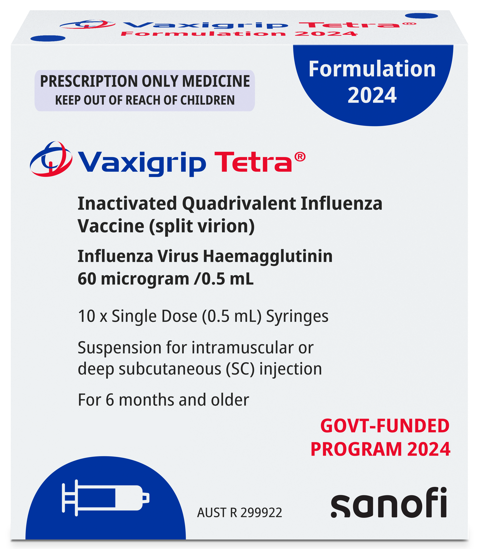 Vaxigrip Tetra®
Formulation 2024
PRESCRIPTION ONLY MEDICINE
KEEP OUT OF REACH OF CHILDREN
Formulation
2024
Vaxigrip Tetra®
Inactivated Quadrivalent Influenza
Vaccine (split virion)
Influenza Virus Haemagglutinin
60 microgram /0.5 mL
10 x Single Dose (0.5 mL) Syringes
Suspension for intramuscular or
deep subcutaneous (SC) injection
For 6 months and older
GOVT-FUNDED
PROGRAM 2024
AUST R 299922
sanofi